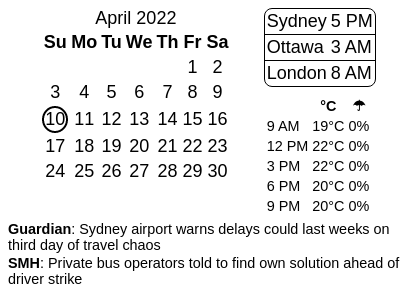 April 2022
Su Mo Tu We Th Fr Sa
1 2
3 4 5 6 7 8 9
10 11 12 13 14 15 16
17 18 19 20 21 22 23
24 25 26 27 28 29 30
Sydney 5 PM
Ottawa 3 AM
London 8 AM
°C ☂
9 AM 19°C 0%
12 PM 22°C 0%
3 PM 22°C 0%
6 PM 20°C 0%
9 PM 20°C 0%
Guardian: Sydney airport warns delays could last weeks on
third day of travel chaos
SMH: Private bus operators told to find own solution ahead of
driver strike